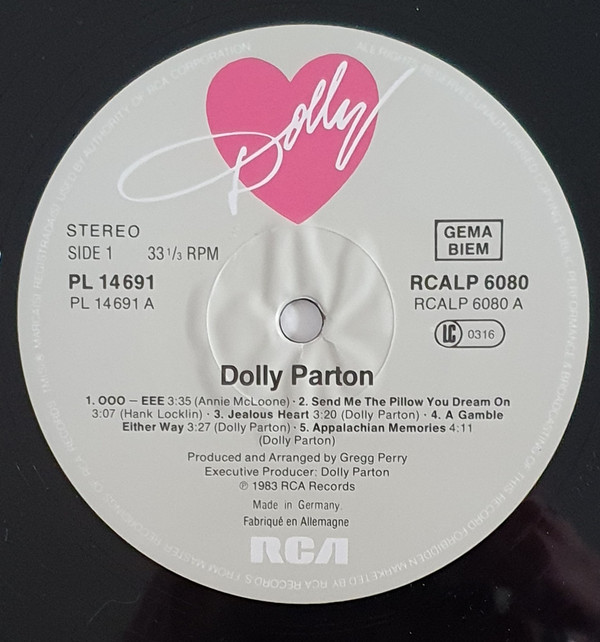 Dolly
STEREO
SIDE 1 33 1/3 RPM
PL 14691
PL 14691 A
GEMA
BIEM
RCALP 6080
RCALP 6080 A
LC 0316
Dolly Parton
1. OOO – EEE 3:35 (Annie McLoone) · 2. Send Me The Pillow You Dream On
3:07 (Hank Locklin) · 3. Jealous Heart 3:20 (Dolly Parton) · 4. A Gamble
Either Way 3:27 (Dolly Parton) · 5. Appalachian Memories 4:11
(Dolly Parton)
Produced and Arranged by Gregg Perry
Executive Producer: Dolly Parton
℗ 1983 RCA Records
Made in Germany
Fabriqué en Allemagne
RCA